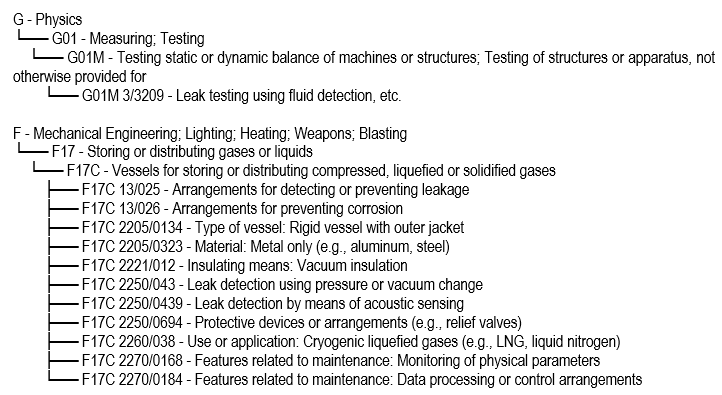 G - Physics
G01 - Measuring; Testing
G01M - Testing static or dynamic balance of machines or structures; Testing of structures or apparatus, not
otherwise provided for
G01M 3/3209 - Leak testing using fluid detection, etc.
F - Mechanical Engineering; Lighting; Heating; Weapons; Blasting
F17 - Storing or distributing gases or liquids
F17C - Vessels for storing or distributing compressed, liquefied or solidified gases
F17C 13/025 - Arrangements for detecting or preventing leakage
F17C 13/026 - Arrangements for preventing corrosion
F17C 2205/0134 - Type of vessel: Rigid vessel with outer jacket
F17C 2205/0323 - Material: Metal only (e.g., aluminum, steel)
F17C 2221/012 - Insulating means: Vacuum insulation
F17C 2250/043 - Leak detection using pressure or vacuum change
F17C 2250/0439 - Leak detection by means of acoustic sensing
F17C 2250/0694 - Protective devices or arrangements (e.g., relief valves)
F17C 2260/038 - Use or application: Cryogenic liquefied gases (e.g., LNG, liquid nitrogen)
F17C 2270/0168 - Features related to maintenance: Monitoring of physical parameters
F17C 2270/0184 - Features related to maintenance: Data processing or control arrangements